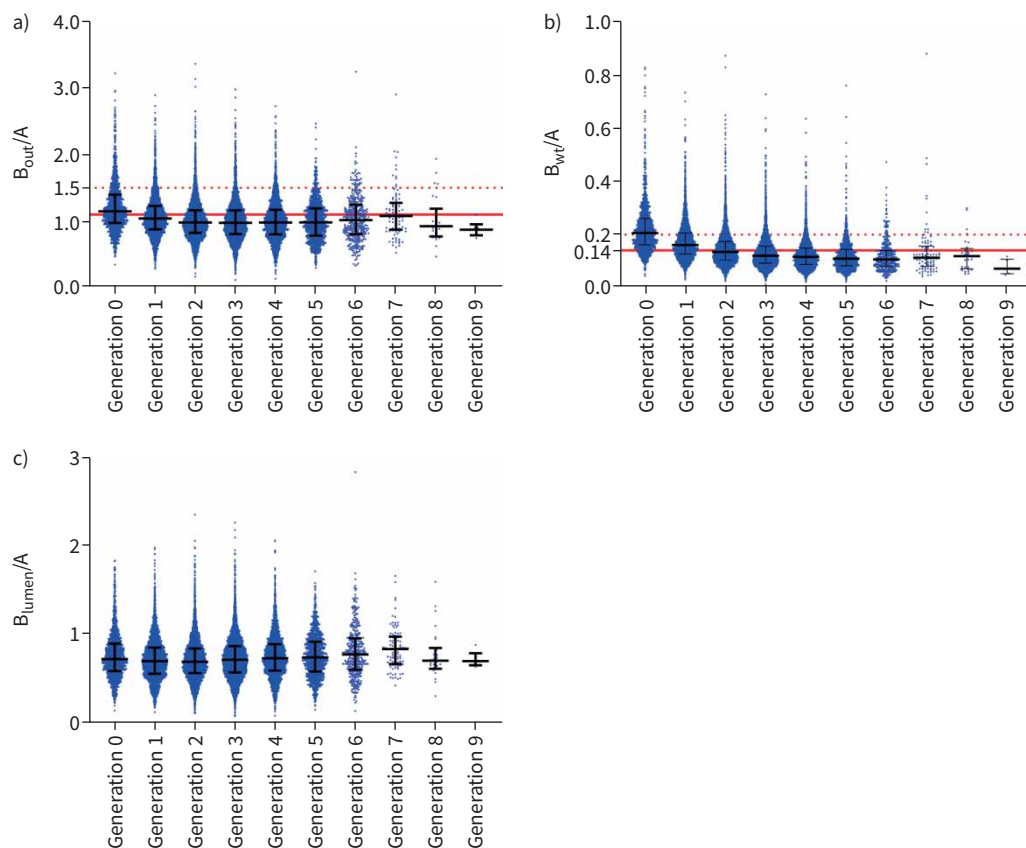 a)
4.0
3.0
2.0
1.5
1.0
0.0
B_out/A
Generation 0
Generation 1
Generation 2
Generation 3
Generation 4
Generation 5
Generation 6
Generation 7
Generation 8
Generation 9
b)
1.0
0.8
0.6
0.4
0.2
0.14
0.0
B_wt/A
Generation 0
Generation 1
Generation 2
Generation 3
Generation 4
Generation 5
Generation 6
Generation 7
Generation 8
Generation 9
c)
3
2
1
0
B_lumen/A
Generation 0
Generation 1
Generation 2
Generation 3
Generation 4
Generation 5
Generation 6
Generation 7
Generation 8
Generation 9